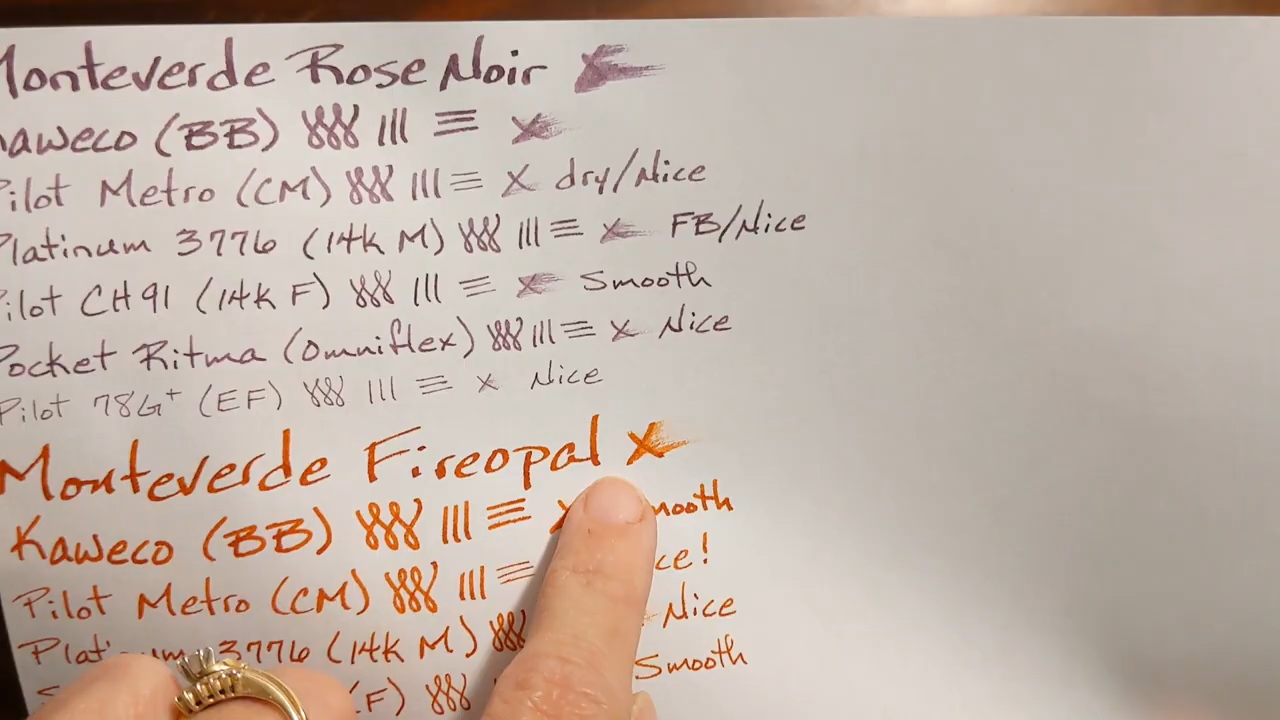 Monteverde Rose Noir X
Kaweco (BB) X
Pilot Metro (CM) X dry/Nice
Platinum 3776 (14k M) X FB/Nice
Pilot CH91 (14k F) X Smooth
Pocket Ritma (Omniflex) X Nice
Pilot 78G+ (EF) X Nice
Monteverde Fireopal X
Kaweco (BB) mooth
Pilot Metro (CM) ce!
Plat m 3776 (14k M) Nice
(F) Smooth